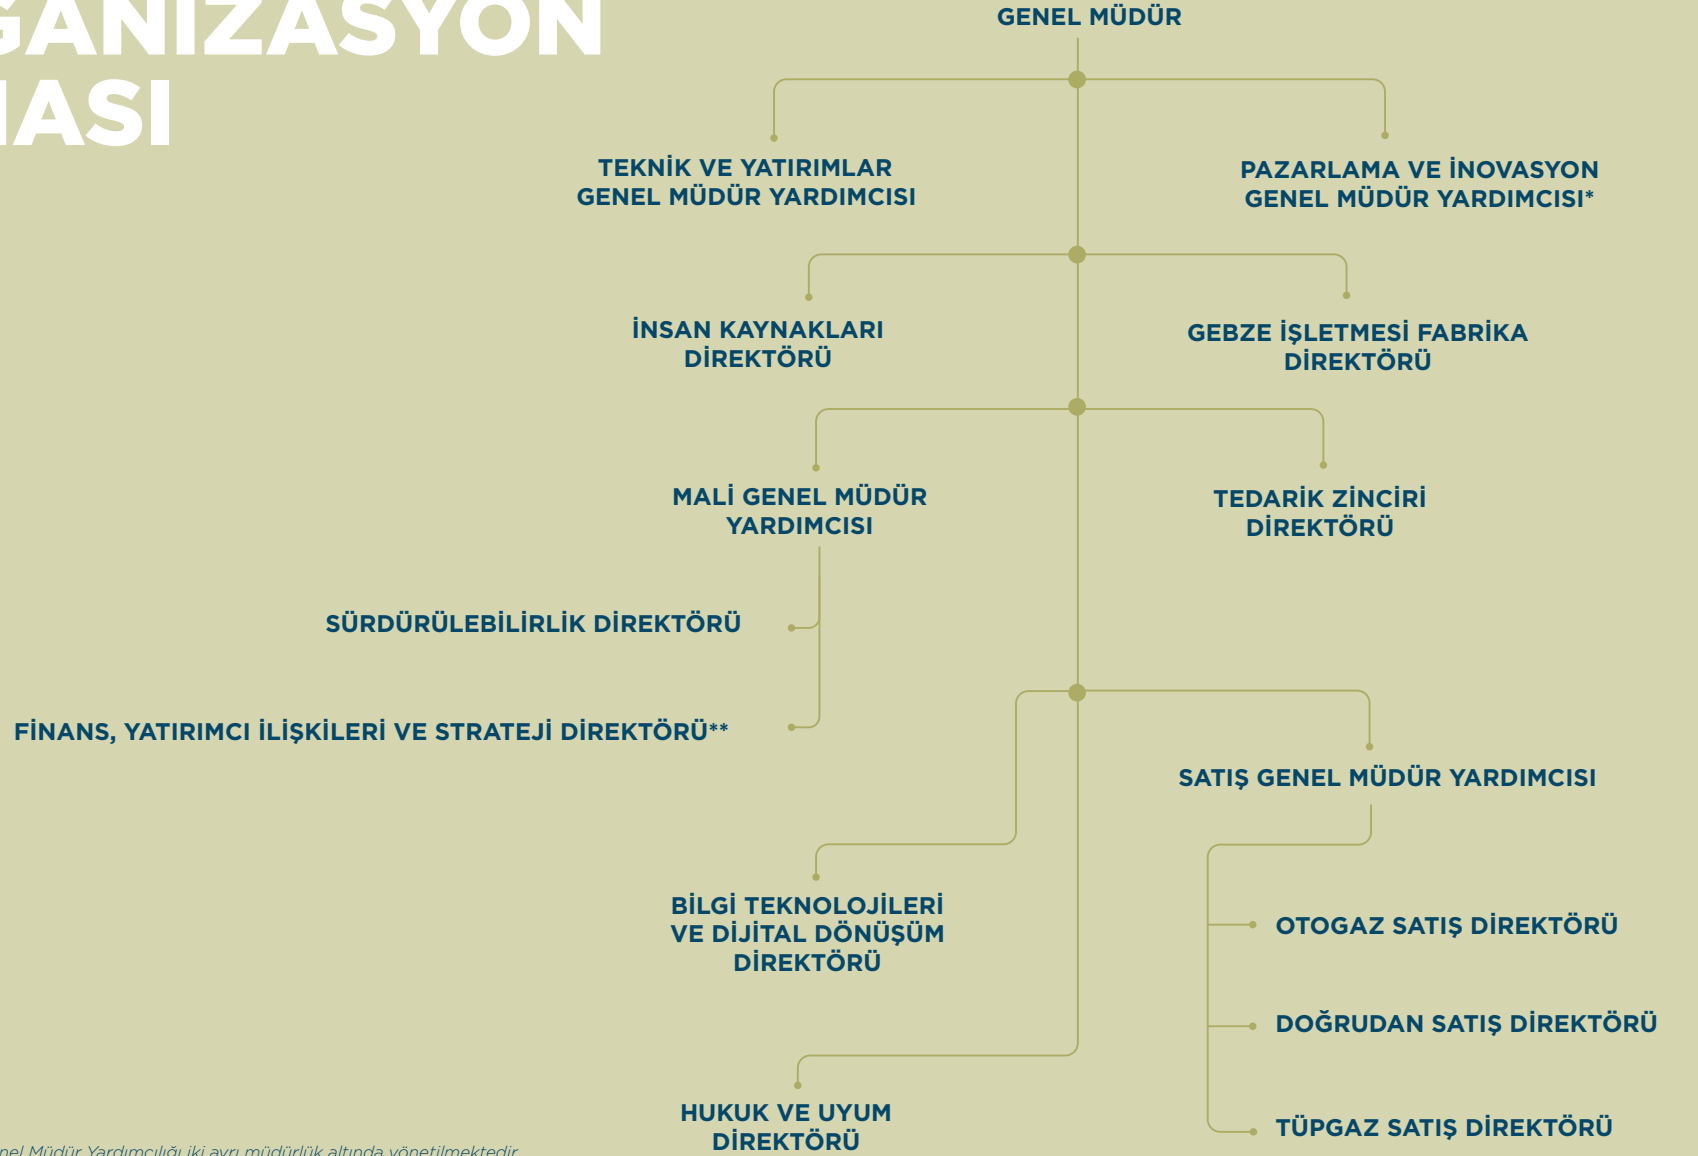 GANİZASYON
ASI
GENEL MÜDÜR
TEKNİK VE YATIRIMLAR
GENEL MÜDÜR YARDIMCISI
PAZARLAMA VE İNOVASYON
GENEL MÜDÜR YARDIMCISI*
İNSAN KAYNAKLARI
DİREKTÖRÜ
GEBZE İŞLETMESİ FABRİKA
DİREKTÖRÜ
MALİ GENEL MÜDÜR
YARDIMCISI
TEDARİK ZİNCİRİ
DİREKTÖRÜ
SÜRDÜRÜLEBİLİRLİK DİREKTÖRÜ
FİNANS, YATIRIMCI İLİŞKİLERİ VE STRATEJİ DİREKTÖRÜ**
SATIŞ GENEL MÜDÜR YARDIMCISI
BİLGİ TEKNOLOJİLERİ
VE DİJİTAL DÖNÜŞÜM
DİREKTÖRÜ
OTOGAZ SATIŞ DİREKTÖRÜ
DOĞRUDAN SATIŞ DİREKTÖRÜ
TÜPGAZ SATIŞ DİREKTÖRÜ
HUKUK VE UYUM
DİREKTÖRÜ
nel Müdür Yardımcılığı iki ayrı müdürlük altında yönetilmektedir